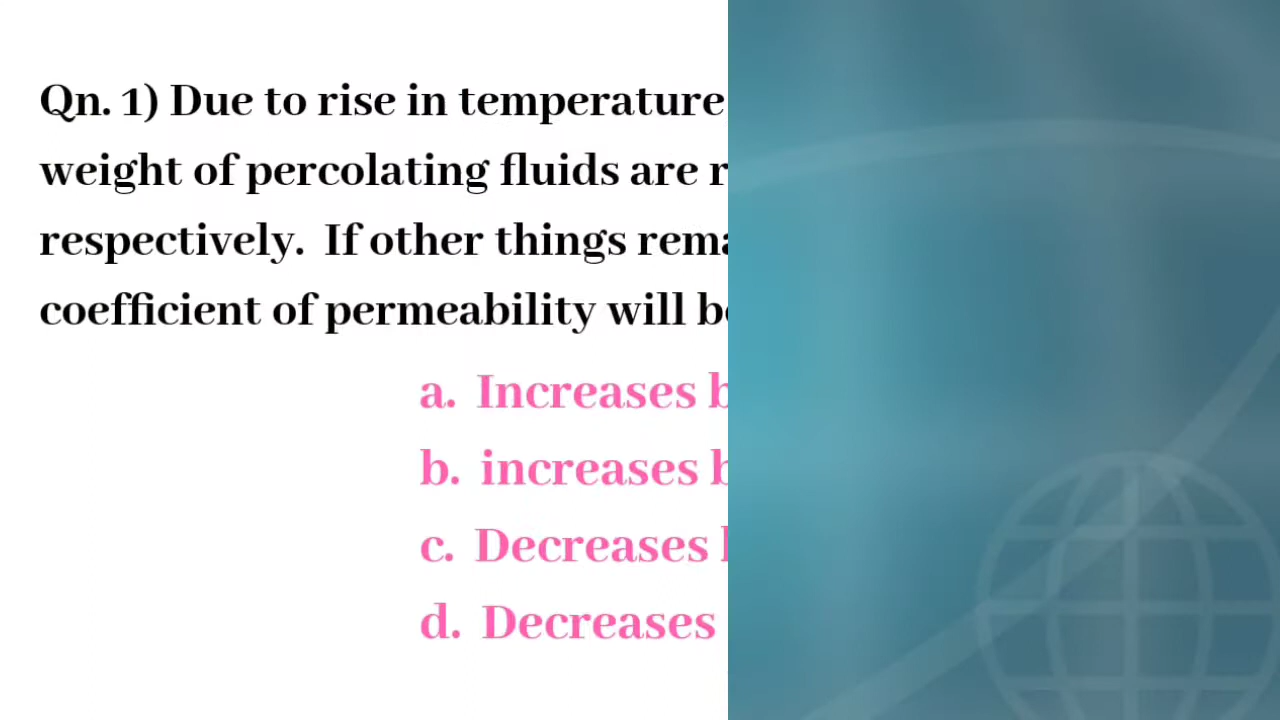 Qn. 1) Due to rise in temperature
weight of percolating fluids are
respectively. If other things
coefficient of permeability will
a. Increases
b. increases
c. Decreases
d. Decreases